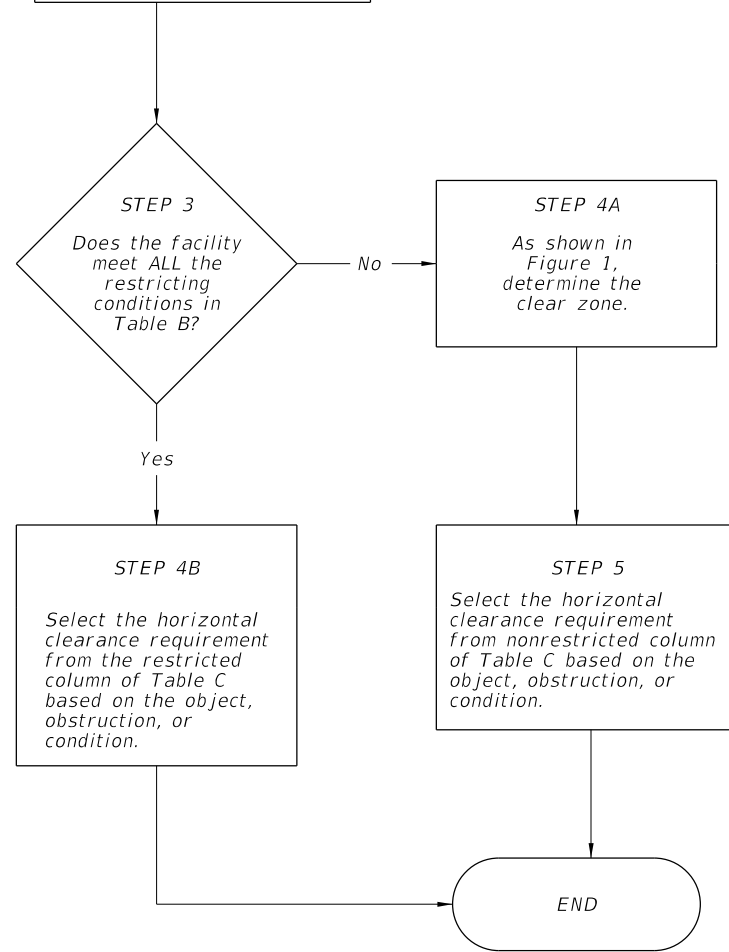 STEP 3
Does the facility
meet ALL the
restricting
conditions in
Table B?
No
STEP 4A
As shown in
Figure 1,
determine the
clear zone.
Yes
STEP 4B
Select the horizontal
clearance requirement
from the restricted
column of Table C
based on the object,
obstruction, or
condition.
STEP 5
Select the horizontal
clearance requirement
from nonrestricted column
of Table C based on the
object, obstruction, or
condition.
END